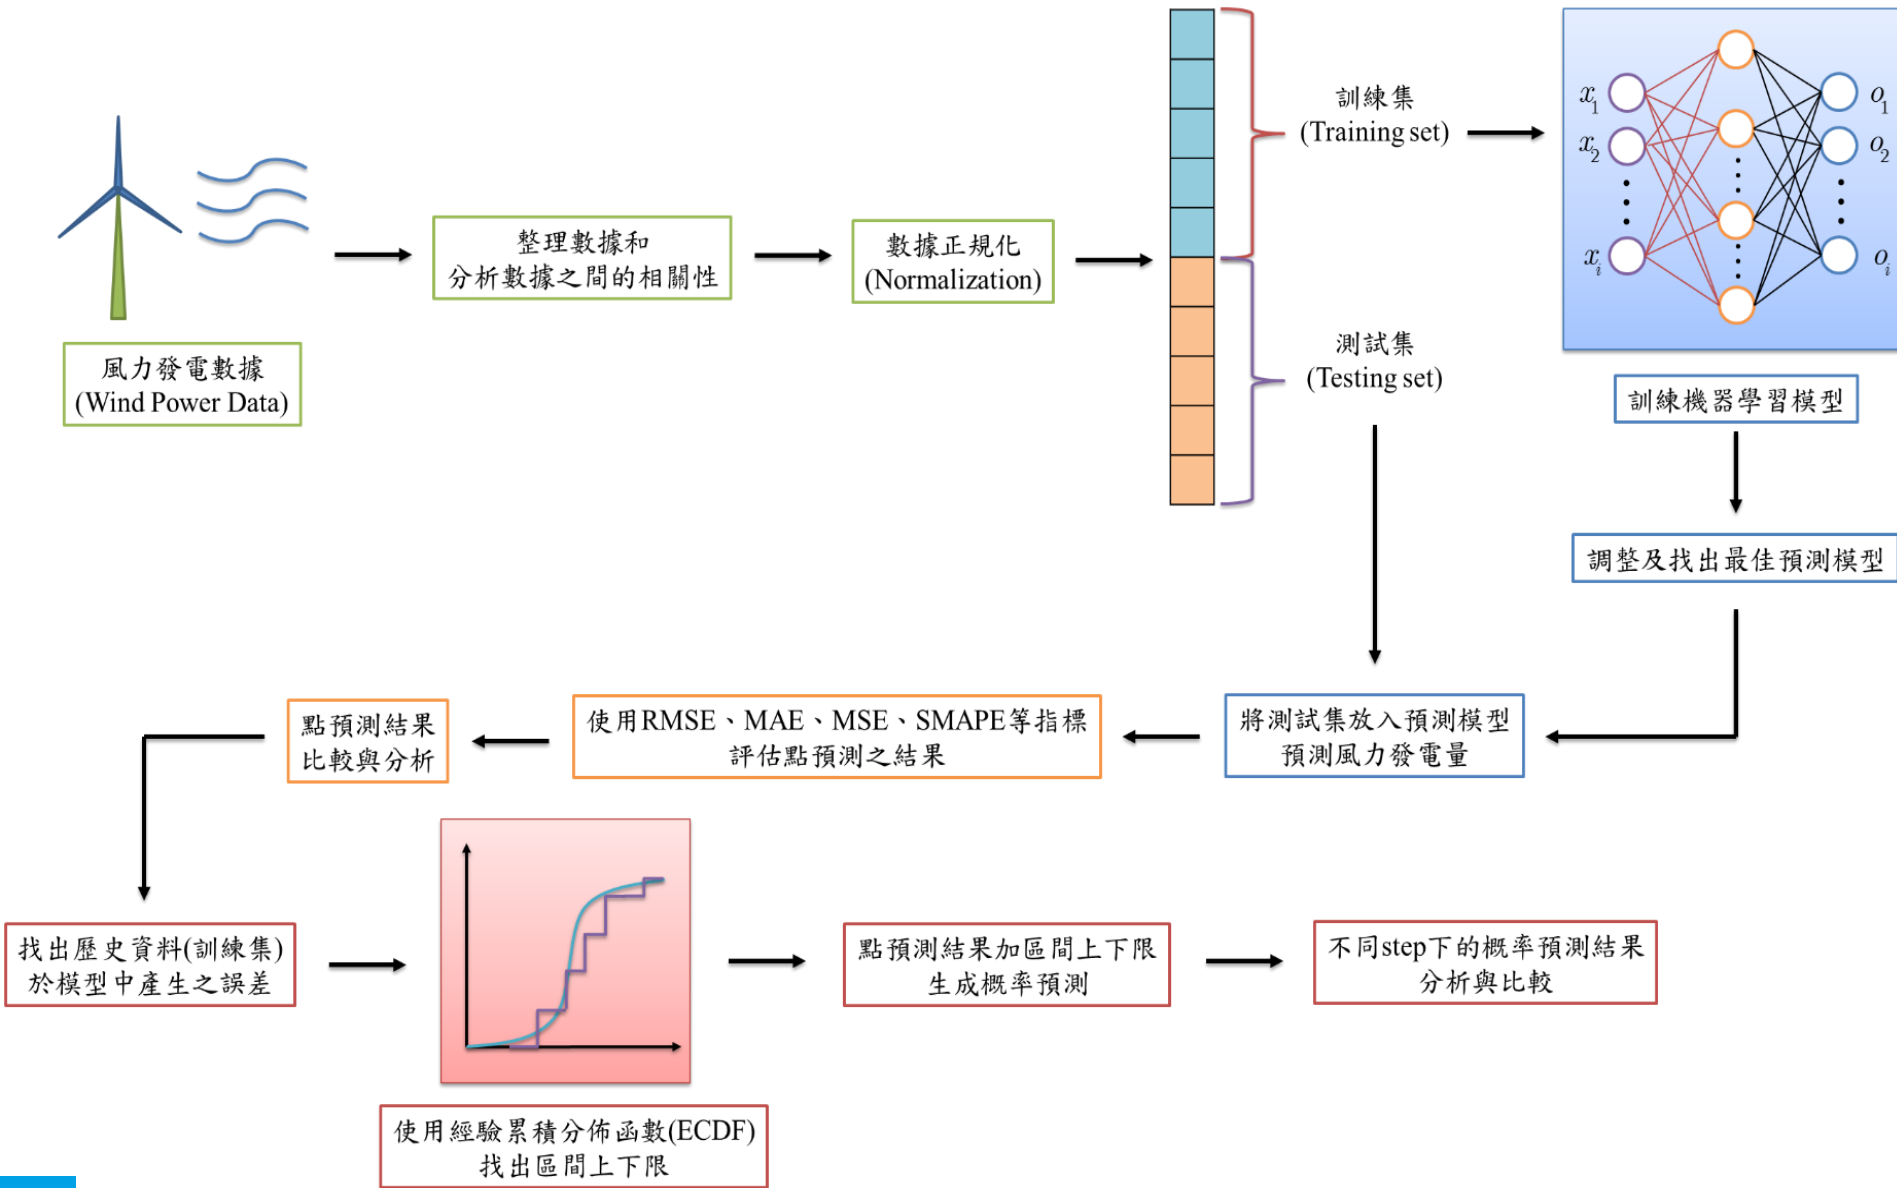 風力發電數據
(Wind Power Data)
整理數據和
分析數據之間的相關性
數據正規化
(Normalization)
訓練集
(Training set)
測試集
(Testing set)
x1
x2
xi
o1
o2
oi
訓練機器學習模型
調整及找出最佳預測模型
將測試集放入預測模型
預測風力發電量
使用RMSE、MAE、MSE、SMAPE等指標
評估點預測之結果
點預測結果
比較與分析
找出歷史資料(訓練集)
於模型中產生之誤差
使用經驗累積分佈函數(ECDF)
找出區間上下限
點預測結果加區間上下限
生成概率預測
不同step下的概率預測結果
分析與比較